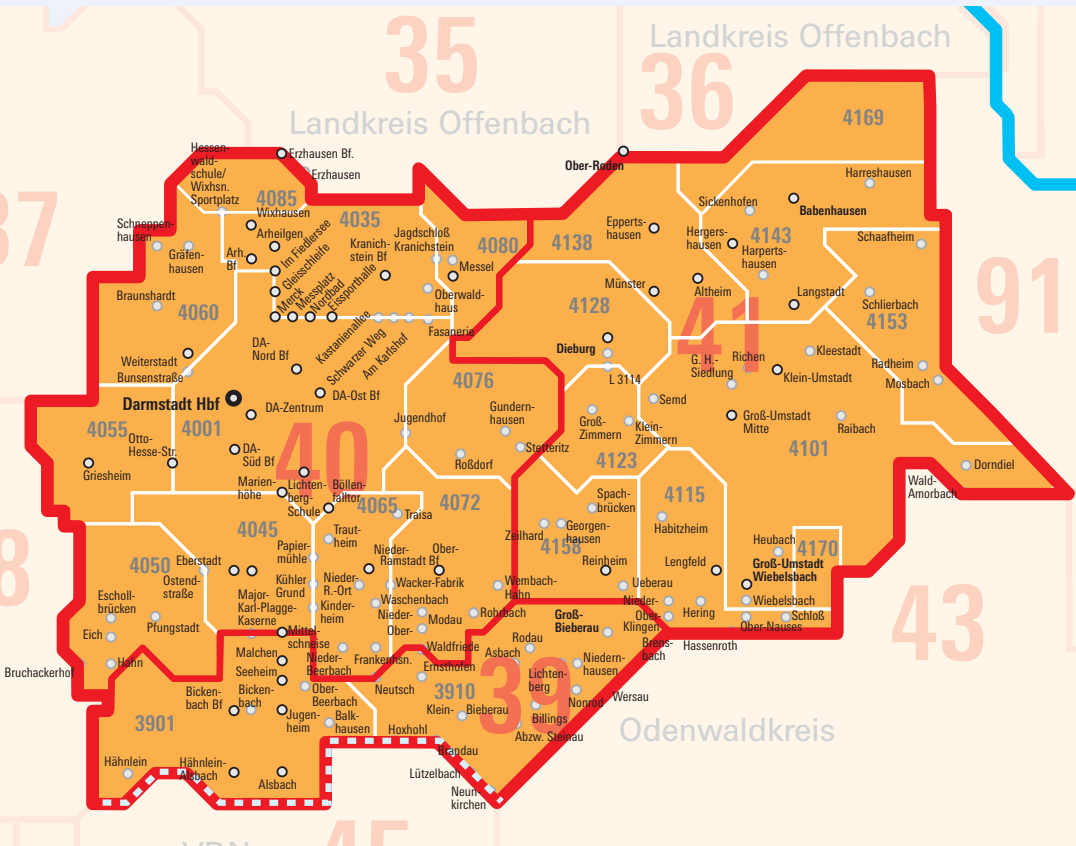 35
Landkreis Offenbach
36
Landkreis Offenbach
4169
Hessen-
wald-
schule/
Wixhsn.
Sportplatz
Erzhausen Bf.
Erzhausen
Ober-Roden
Harreshausen
37
4085
Wixhausen
4035
Schneppen-
hausen
Gräfen-
hausen
Arheilgen
Arh.
Bf
Im Fiedlersee
Gleisschleife
Merck
Messplatz
Nordbad
Eissporthalle
Kranich-
stein Bf
Jagdschloß
Kranichstein
4080
Messel
Oberwald-
haus
4138
Epperts-
hausen
Sickenhofen
Babenhausen
Hergers-
hausen
4143
Harperts-
hausen
Schaafheim
Braunshardt
4060
Münster
Altheim
Langstadt
Schlierbach
4153
91
4128
41
Kastanienallee
Schwarzer Weg
Am Karlshof
Fasanerie
DA-
Nord Bf
Weiterstadt
Bunsenstraße
Dieburg
L 3114
G. H.-
Siedlung
Richen
Kleestadt
Klein-Umstadt
Radheim
Mosbach
Darmstadt Hbf
DA-Zentrum
DA-Ost Bf
4076
Gundern-
hausen
Jugendhof
Stetteritz
Roßdorf
Groß-
Zimmern
Semd
Klein-
Zimmern
Groß-Umstadt
Mitte
Raibach
4101
4055
Otto-
Hesse-Str.
4001
DA-
Süd Bf
40
Griesheim
Marien-
höhe
Lichten-
berg-
Schule
Böllen-
falltor
4065
Traisa
4072
4123
4115
Dorndiel
Wald-
Amorbach
Spach-
brücken
Habitzheim
Zeilhard
Georgen-
hausen
4158
Reinheim
Lengfeld
Heubach
4170
Groß-Umstadt
Wiebelsbach
Wiebelsbach
Schloß
Ober-Nauses
38
4045
4050
Eberstadt
Ostend-
straße
Papier-
mühle
Traut-
heim
Nieder-
Ramstadt Bf
Ober-
Kühler
Grund
Nieder-
R.-Ort
Wacker-Fabrik
Waschenbach
Wembach-
Hahn
Ueberau
Major-
Karl-Plagge-
Kaserne
Kinder-
heim
Nieder-
Modau
Ober-
Rohrbach
Groß-
Bieberau
Nieder-
Ober-
Klingen
Hering
Escholl-
brücken
Eich
Pfungstadt
Mittel-
schneise
Bruchackerhof
Hahn
Malchen
Seeheim
Nieder-
Beerbach
Frankenhsn.
Waldfriede
Ernsthofen
Rodau
Asbach
Brens-
bach
Hassenroth
43
Bicken-
bach Bf
Bicken-
bach
Ober-
Beerbach
Neutsch
3910
39
Lichten-
berg
Niedern-
hausen
Nonrod
Wersau
3901
Jugen-
heim
Balk-
hausen
Hoxhohl
Klein-
Bieberau
Billings
Abzw. Steinau
Odenwaldkreis
Hähnlein
Hähnlein-
Alsbach
Alsbach
Brandau
Lützelbach
Neun-
kirchen
VRN
45